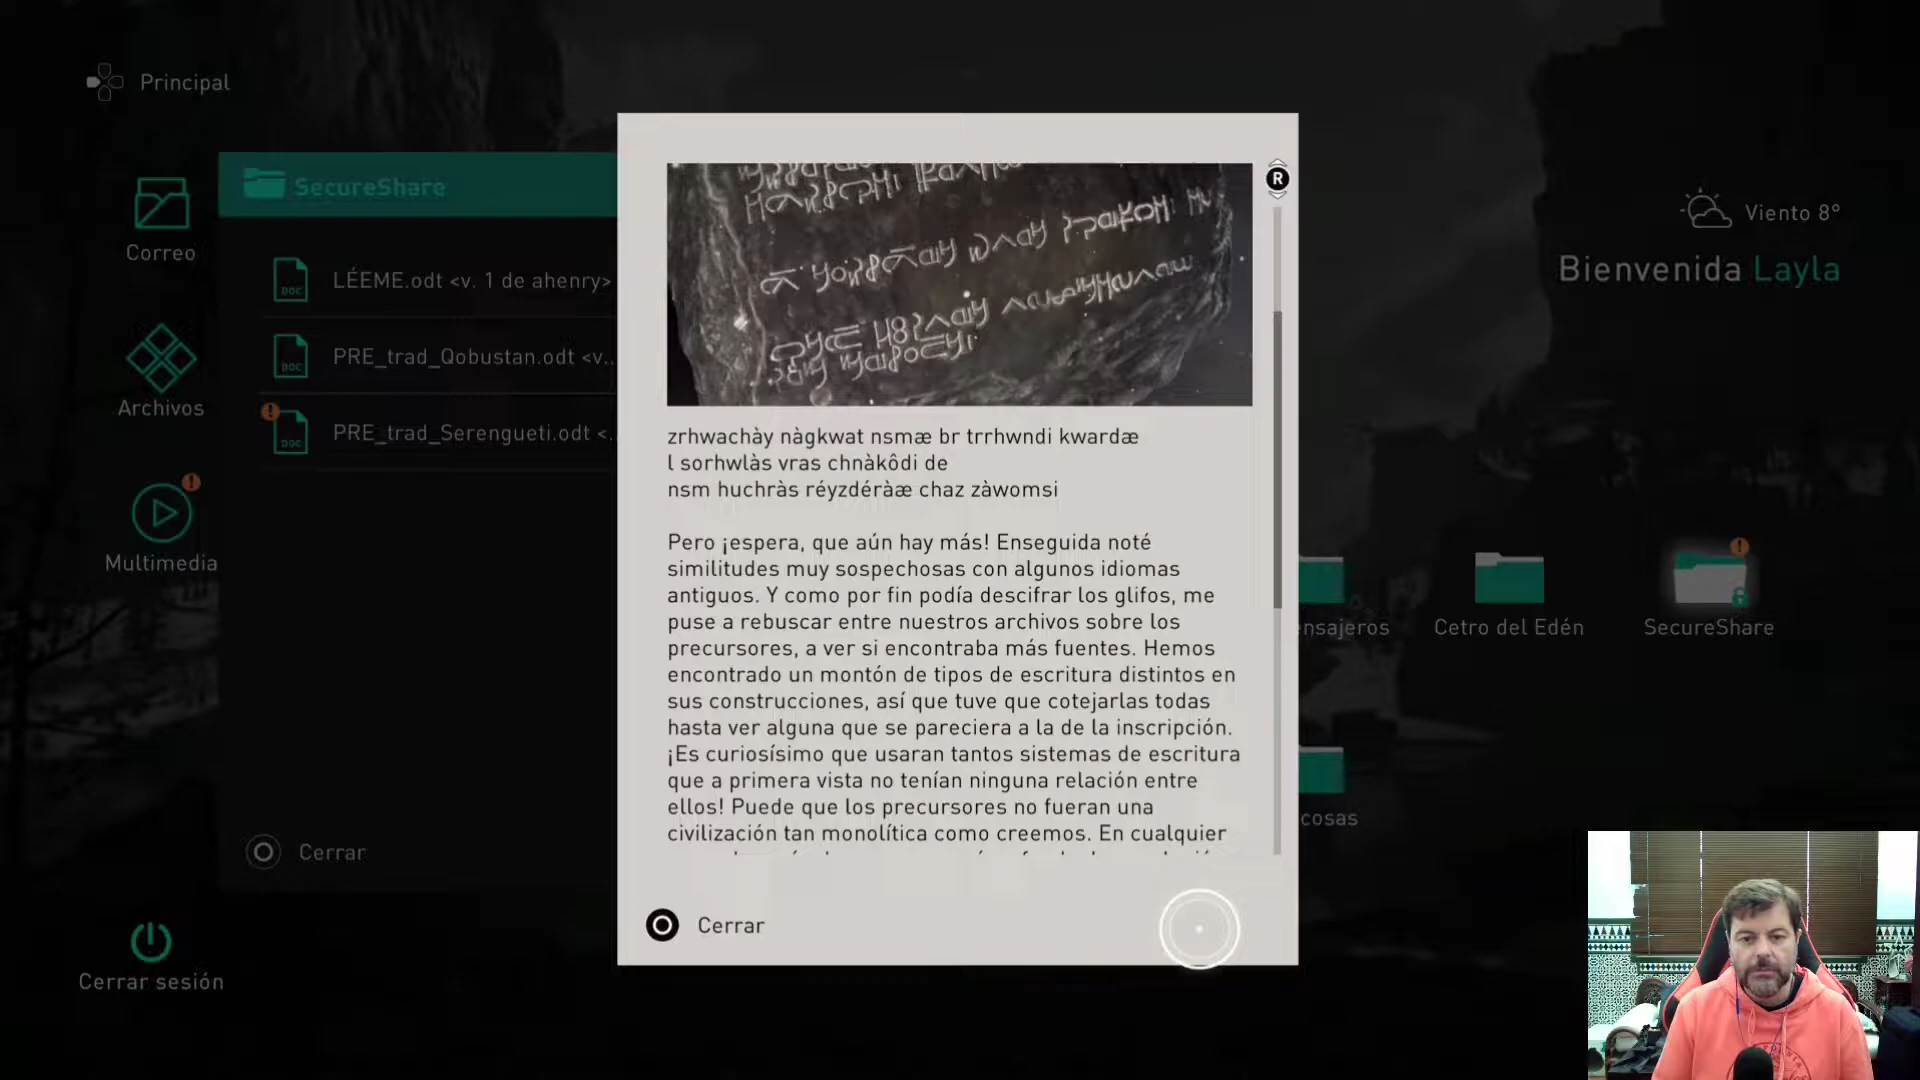 Principal
SecureShare
Correo
LÉEME.odt <v. 1 de ahenry>
PRE_trad_Qobustan.odt <v..
Archivos
PRE_trad_Serengueti.odt <.
Multimedia
Cerrar
Cerrar sesión
DOC
DOC
DOC
R
zrhwachày nàgkwat nsmæ br trrhwndi kwardæ
l sorhwlàs vras chnàkôdi de
nsm huchràs réyzdéràæ chaz zàwomsi
Pero ¡espera, que aún hay más! Enseguida noté
similitudes muy sospechosas con algunos idiomas
antiguos. Y como por fin podía descifrar los glifos, me
puse a rebuscar entre nuestros archivos sobre los
precursores, a ver si encontraba más fuentes. Hemos
encontrado un montón de tipos de escritura distintos en
sus construcciones, así que tuve que cotejarlas todas
hasta ver alguna que se pareciera a la de la inscripción.
¡Es curiosísimo que usaran tantos sistemas de escritura
que a primera vista no tenían ninguna relación entre
ellos! Puede que los precursores no fueran una
civilización tan monolítica como creemos. En cualquier
Cerrar
Viento 8°
Bienvenida Layla
ensajeros
Cetro del Edén
SecureShare
cosas